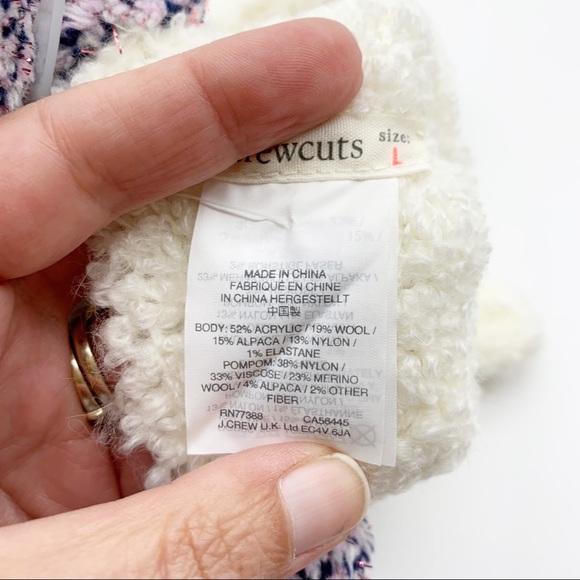 rewcuts
size:
L
MADE IN CHINA
FABRIQUÉ EN CHINE
IN CHINA HERGESTELLT
中国製
BODY: 52% ACRYLIC / 19% WOOL /
15% ALPACA / 13% NYLON /
1% ELASTANE
POMPOM: 38% NYLON /
33% VISCOSE / 23% MERINO
WOOL / 4% ALPACA / 2% OTHER
FIBER
RN77388 CA56445
J.CREW U.K. Ltd EC4V 6JA